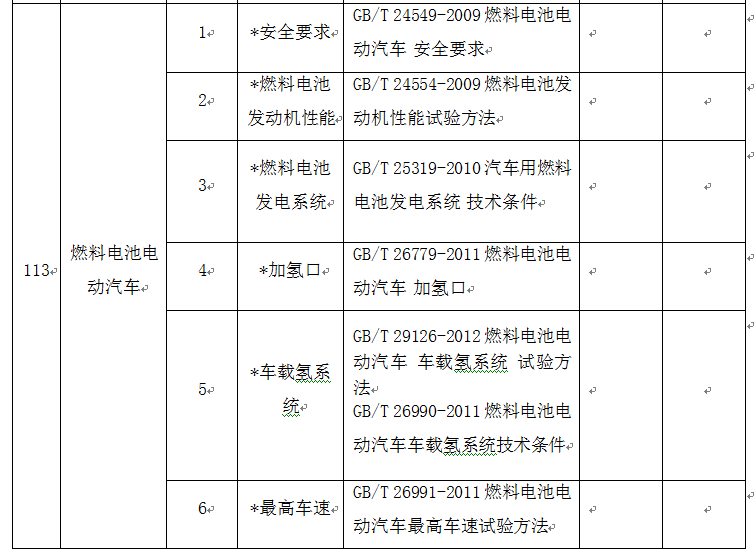 1
*安全要求
GB/T 24549-2009 燃料电池电
动汽车 安全要求
2
*燃料电池
发动机性能
GB/T 24554-2009 燃料电池发
动机性能试验方法
3
*燃料电池
发电系统
GB/T 25319-2010 汽车用燃料
电池发电系统 技术条件
113
燃料电池电
动汽车
4
*加氢口
GB/T 26779-2011 燃料电池电
动汽车 加氢口
5
*车载氢系
统
GB/T 29126-2012 燃料电池电
动汽车 车载氢系统 试验方
法
GB/T 26990-2011 燃料电池电
动汽车车载氢系统技术条件
6
*最高车速
GB/T 26991-2011 燃料电池电
动汽车最高车速试验方法